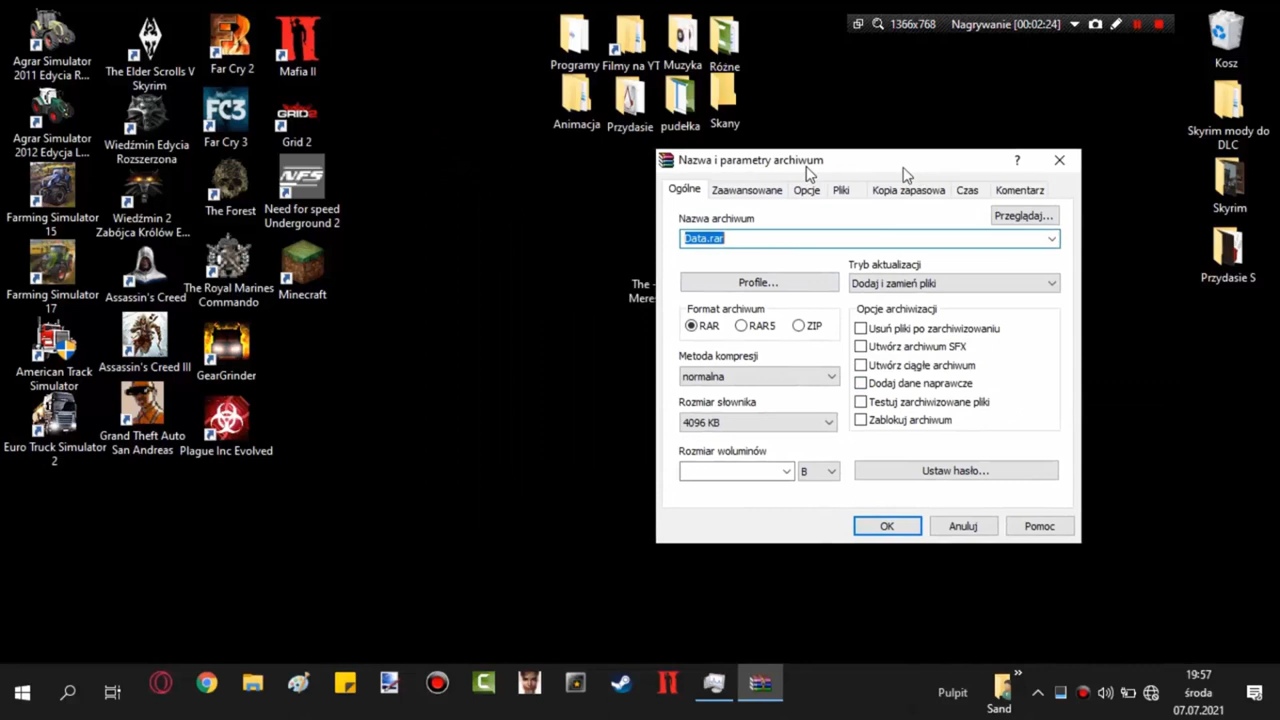 1366x768 Nagrywanie [00:02:24]
Agrar Simulator
2011 Edycja R...
The Elder Scrolls V
Skyrim
Far Cry 2
Mafia II
Programy
Filmy na YT
Muzyka
Różne
Kosz
Agrar Simulator
2012 Edycja L...
Wiedźmin Edycja
Rozszerzona
FC3
Far Cry 3
GRID2
Grid 2
Animacja
Przydasie
pudełka
Skany
Skyrim mody do
DLC
Farming Simulator
15
Wiedźmin 2
Zabójca Królów E...
The Forest
NFS
Need for speed
Underground 2
Skyrim
Farming Simulator
17
Assassin's Creed
The Royal Marines
Commando
Minecraft
Przydasie S
The
Meres
American Track
Simulator
Assassin's Creed III
GearGrinder
Euro Truck Simulator
2
Grand Theft Auto
San Andreas
Plague Inc Evolved
Nazwa i parametry archiwum
?
Ogólne Zaawansowane Opcje Pliki Kopia zapasowa Czas Komentarz
Nazwa archiwum
Przeglądaj...
Data.rar
Profile...
Tryb aktualizacji
Dodaj i zamień pliki
Format archiwum
RAR RAR5 ZIP
Metoda kompresji
normalna
Rozmiar słownika
4096 KB
Rozmiar woluminów
B
Opcje archiwizacji
Usuń pliki po zarchizowaniu
Utwórz archiwum SFX
Utwórz ciągłe archiwum
Dodaj dane naprawcze
Testuj zarchizowane pliki
Zablokuj archiwum
Ustaw hasło...
OK Anuluj Pomoc
Pulpit
Sand
19:57
środa
07.07.2021